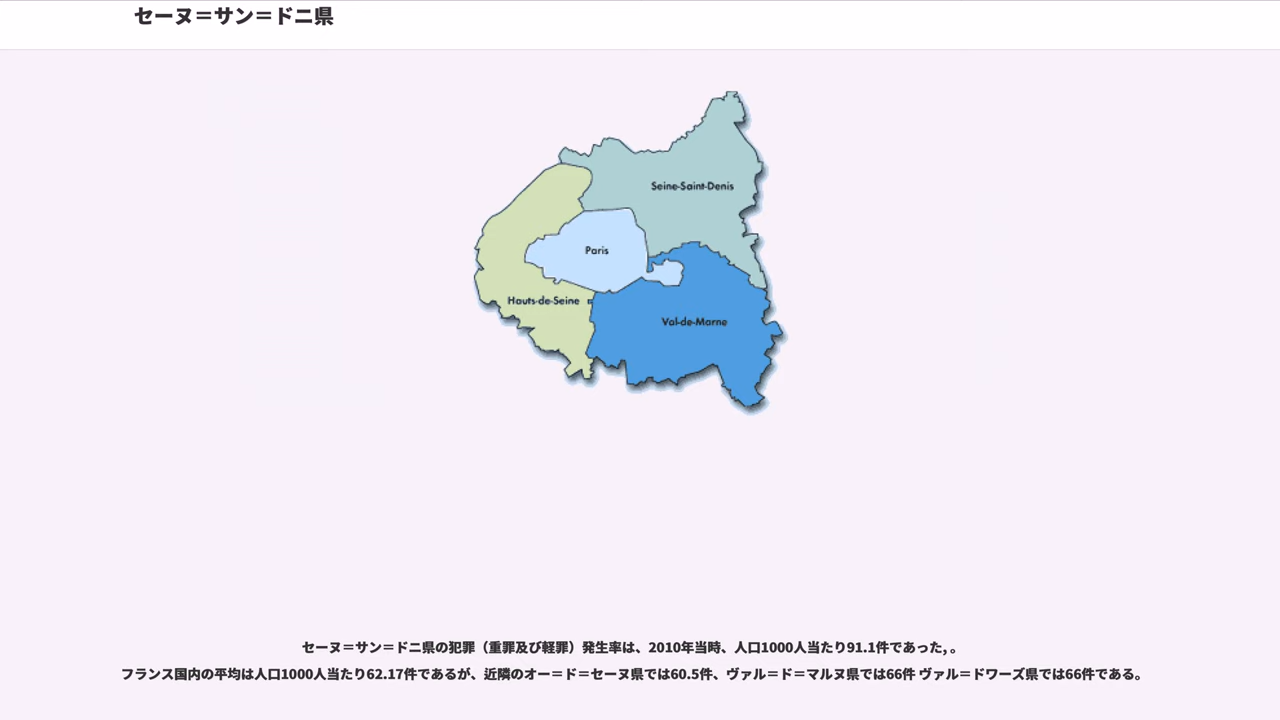 セーヌ＝サン＝ドニ県
Seine-Saint-Denis
Paris
Hauts-de-Seine
Val-de-Marne
セーヌ＝サン＝ドニ県の犯罪（重罪及び軽罪）発生率は、2010年当時、人口1000人当たり91.1件であった, 。
フランス国内の平均は人口1000人当たり62.17件であるが、近隣のオー＝ド＝セーヌ県では60.5件、ヴァル＝ド＝マルヌ県では66件 ヴァル＝ドワーズ県では66件である。